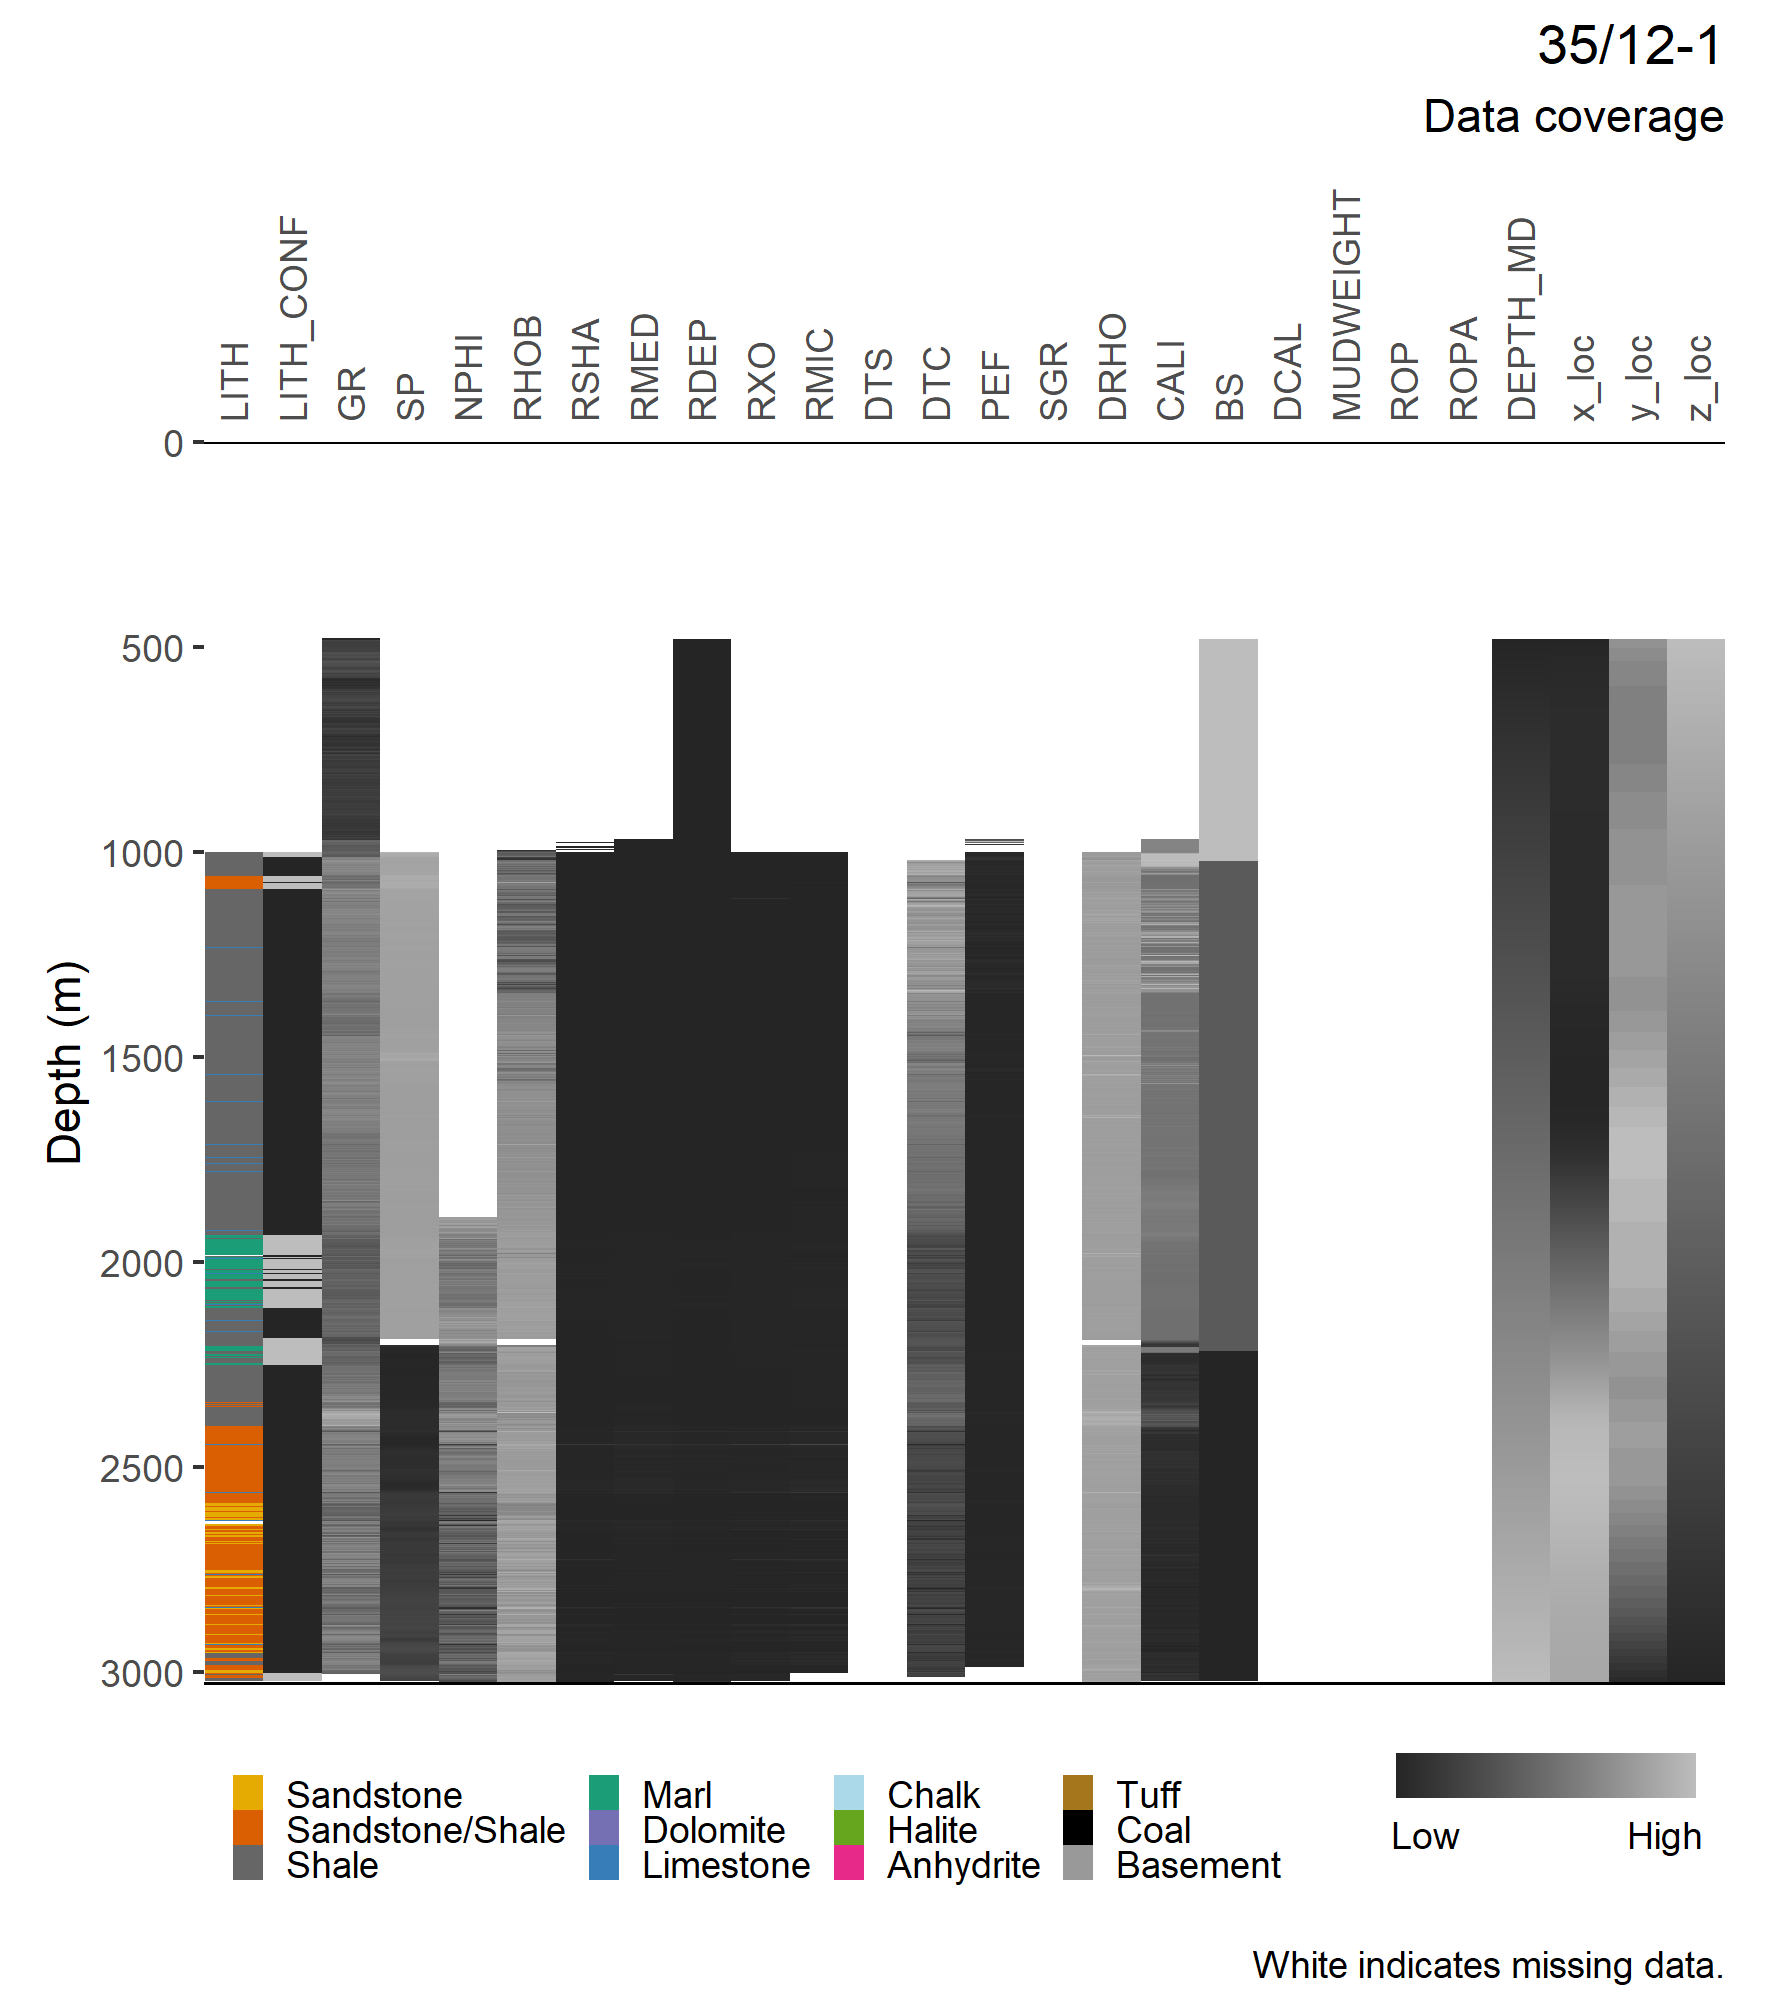 35/12-1
Data coverage
LITH
LITH_CONF
GR
SP
NPHI
RHOB
RSHA
RMED
RDEP
RXO
RMIC
DTS
DTC
PEF
SGR
DRHO
CALI
BS
DCAL
MUDWEIGHT
ROP
ROPA
DEPTH_MD
x_loc
y_loc
z_loc
0
500
1000
1500
2000
2500
3000
Depth (m)
Sandstone
Sandstone/Shale
Shale
Marl
Dolomite
Limestone
Chalk
Halite
Anhydrite
Tuff
Coal
Basement
Low High
White indicates missing data.